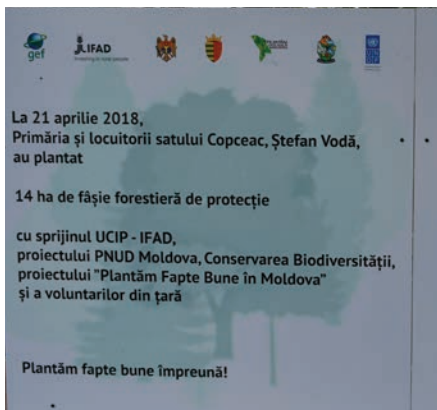 gef
IFAD
La 21 aprilie 2018,
Primăria și locuitorii satului Copceac, Ștefan Vodă,
au plantat
14 ha de fâșie forestieră de protecție
cu sprijinul UCIP - IFAD,
proiectului PNUD Moldova, Conservarea Biodiversității,
proiectului "Plantăm Fapte Bune în Moldova"
și a voluntarilor din țară
Plantăm fapte bune împreună!